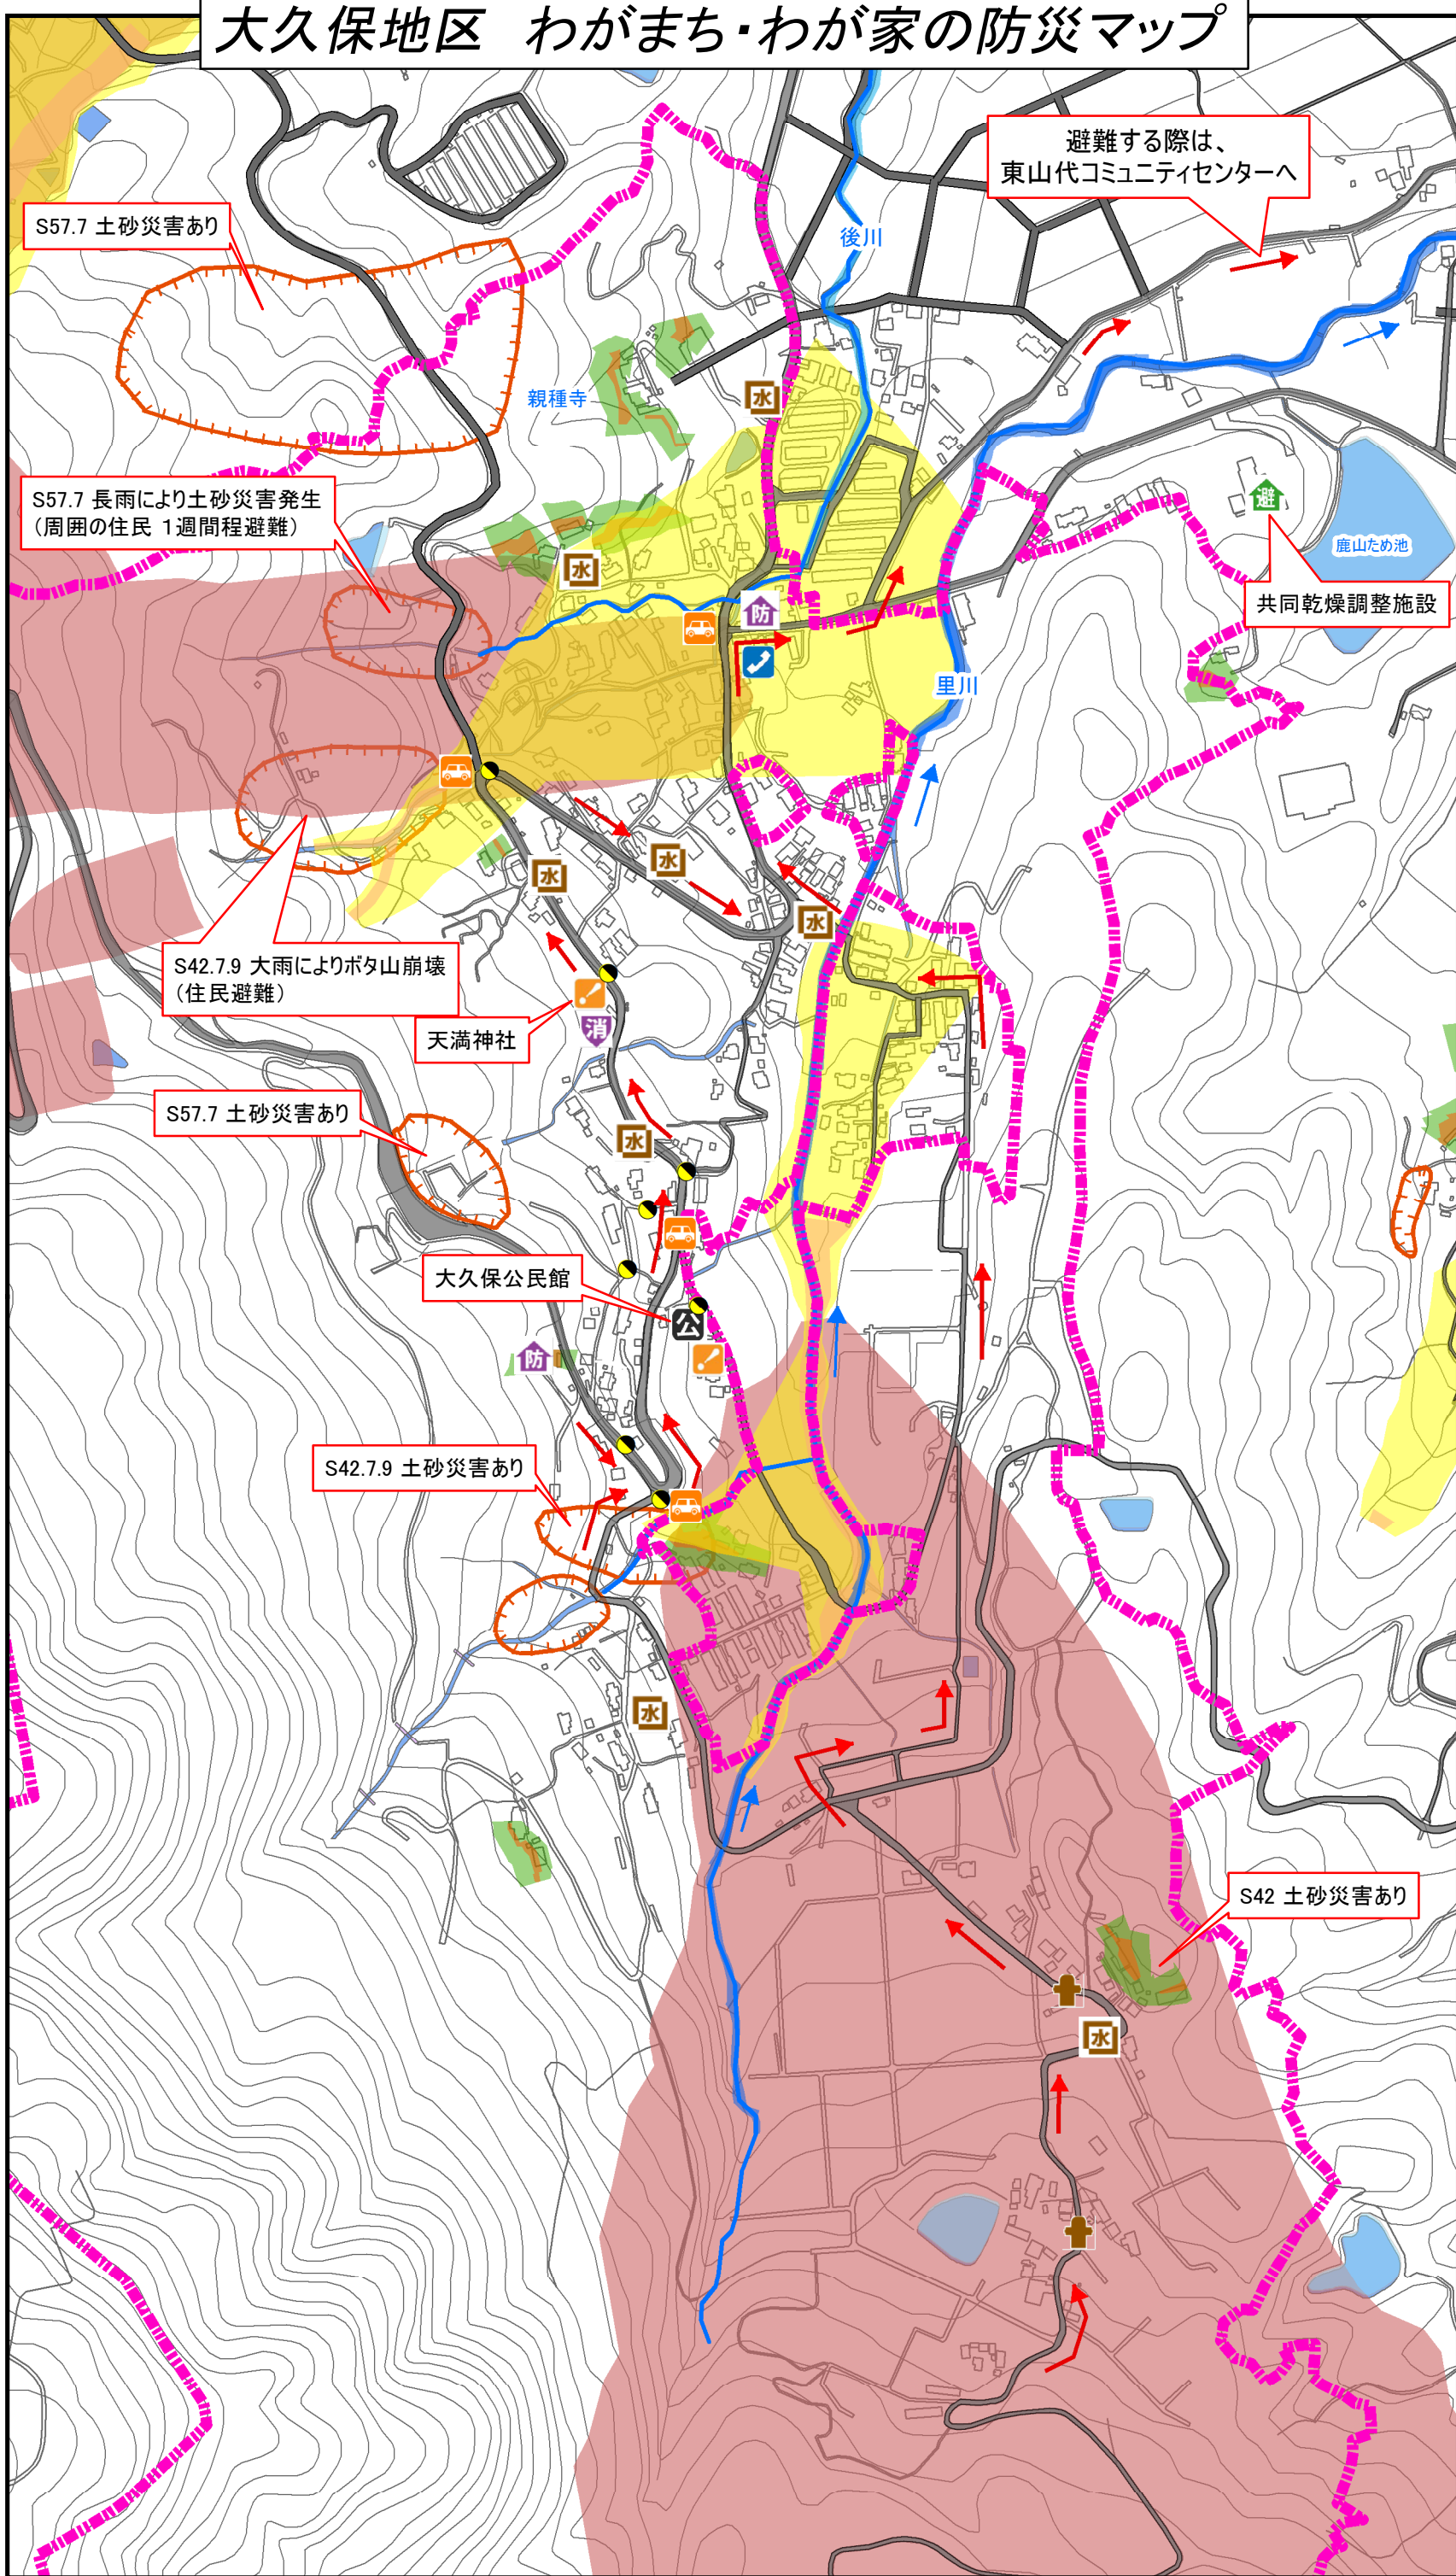 大久保地区 わがまち・わが家の防災マップ
避難する際は、
東山代コミュニティセンターへ
S57.7 土砂災害あり
後川
親種寺
水
S57.7 長雨により土砂災害発生
(周囲の住民 1週間程避難)
避
鹿山ため池
水
共同乾燥調整施設
防
里川
水
水
水
S42.7.9 大雨によりボタ山崩壊
(住民避難)
天満神社
消
S57.7 土砂災害あり
水
大久保公民館
公
防
S42.7.9 土砂災害あり
水
S42 土砂災害あり
水